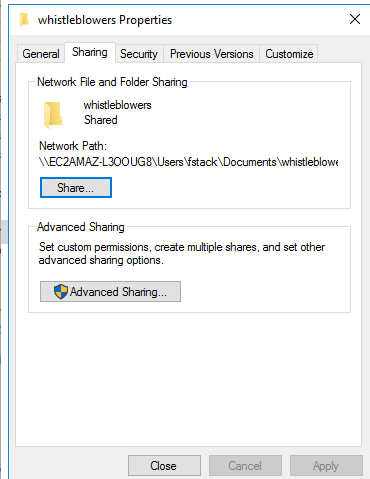 whistleblowers Properties
General Sharing Security Previous Versions Customize
Network File and Folder Sharing
whistleblowers
Shared
Network Path:
\\EC2AMAZ-L3OOUG8\Users\fstack\Documents\whistleblowe
Share...
Advanced Sharing
Set custom permissions, create multiple shares, and set other
advanced sharing options.
Advanced Sharing...
Close Cancel Apply